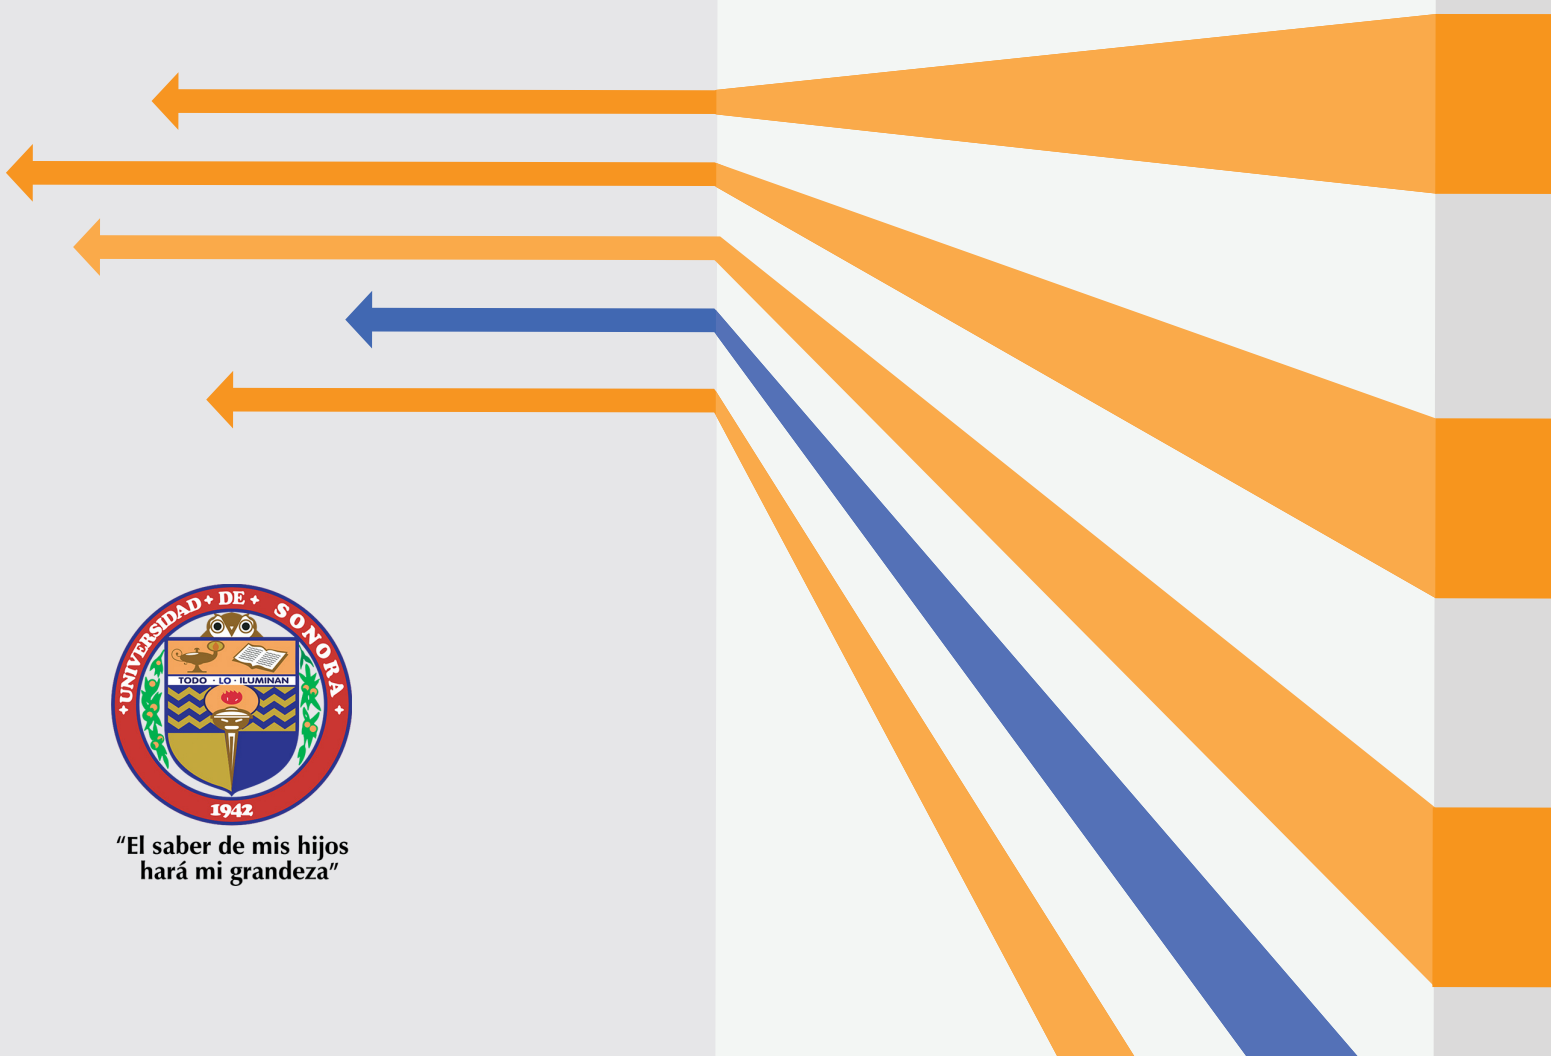 UNIVERSIDAD DE SONORA
TODO · LO · ILUMINAN
1942
“El saber de mis hijos
hará mi grandeza”